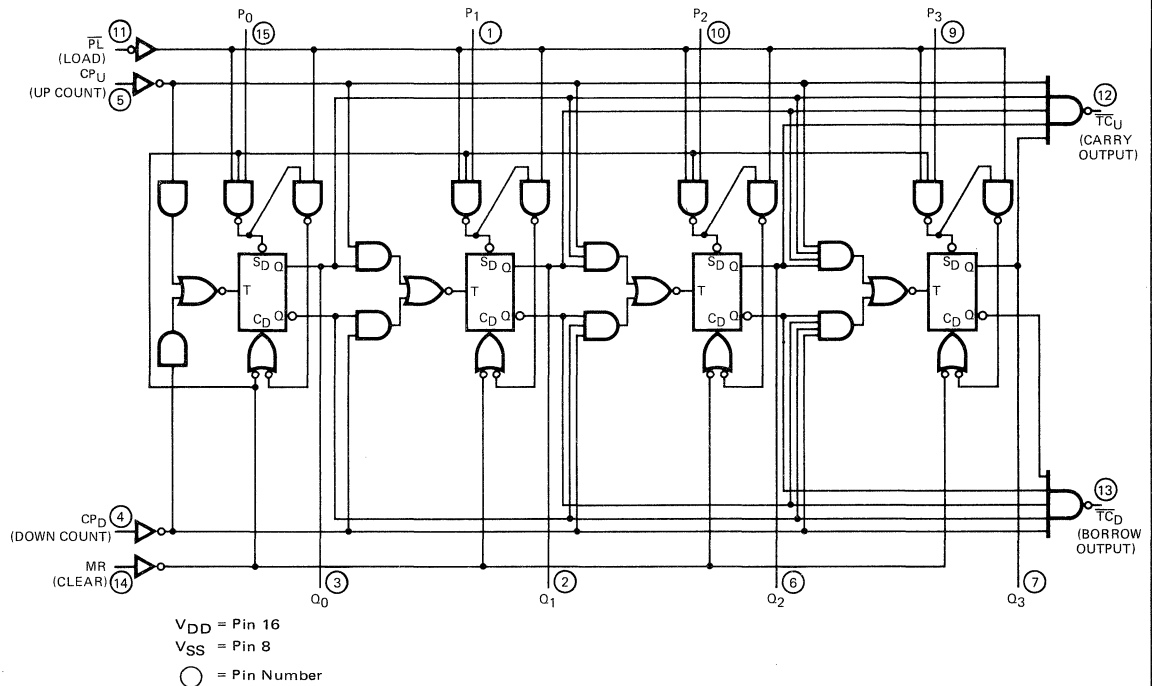 P0 P1 P2 P3
11 15 1 10 9
PL
(LOAD)
CPU
(UP COUNT) 5
12
TCU
(CARRY
OUTPUT)
SD Q SD Q SD Q SD Q
T T T T
CD Q CD Q CD Q CD Q
13
TCD
(BORROW
OUTPUT)
CPD 4
(DOWN COUNT)
MR
(CLEAR) 14
3 2 6 7
Q0 Q1 Q2 Q3
VDD = Pin 16
VSS = Pin 8
= Pin Number